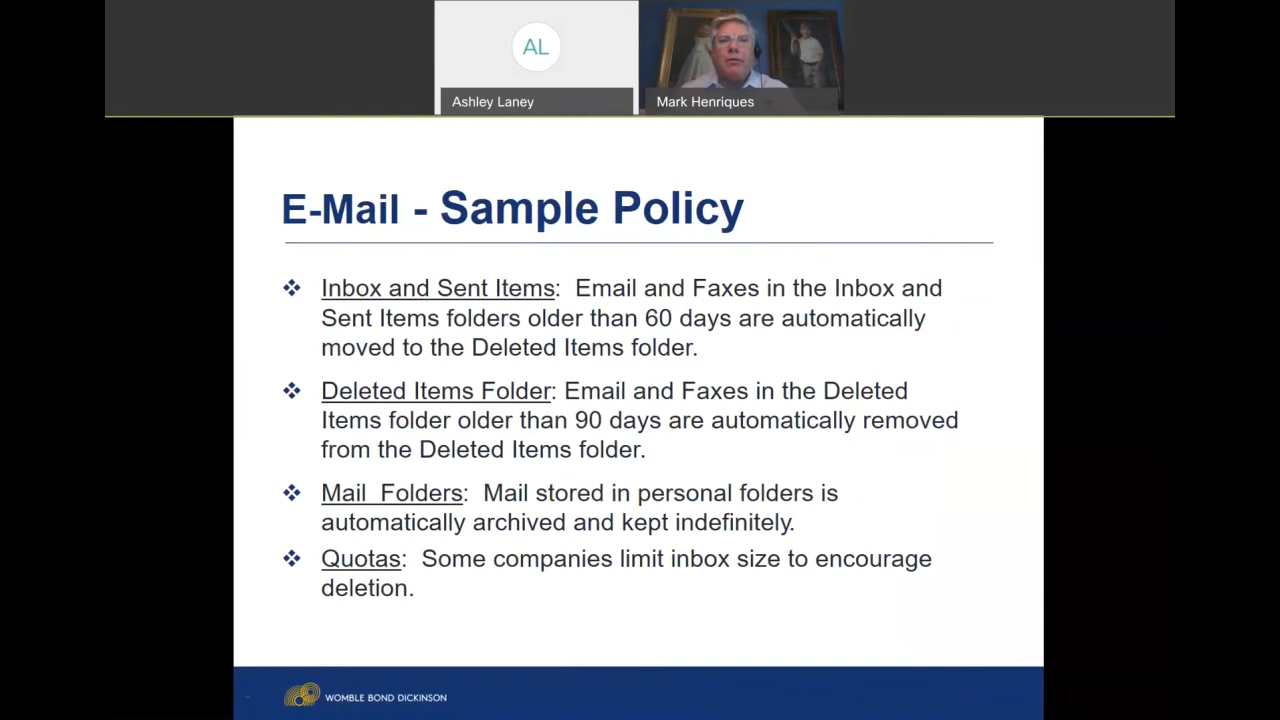 AL
Ashley Laney
Mark Henriques
E-Mail - Sample Policy
Inbox and Sent Items: Email and Faxes in the Inbox and
Sent Items folders older than 60 days are automatically
moved to the Deleted Items folder.
Deleted Items Folder: Email and Faxes in the Deleted
Items folder older than 90 days are automatically removed
from the Deleted Items folder.
Mail Folders: Mail stored in personal folders is
automatically archived and kept indefinitely.
Quotas: Some companies limit inbox size to encourage
deletion.
WOMBLE BOND DICKINSON